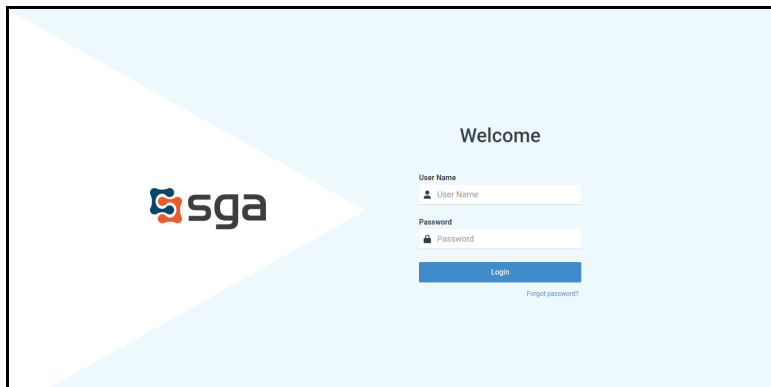 sga
Welcome
User Name
User Name
Password
Password
Login
Forgot password?